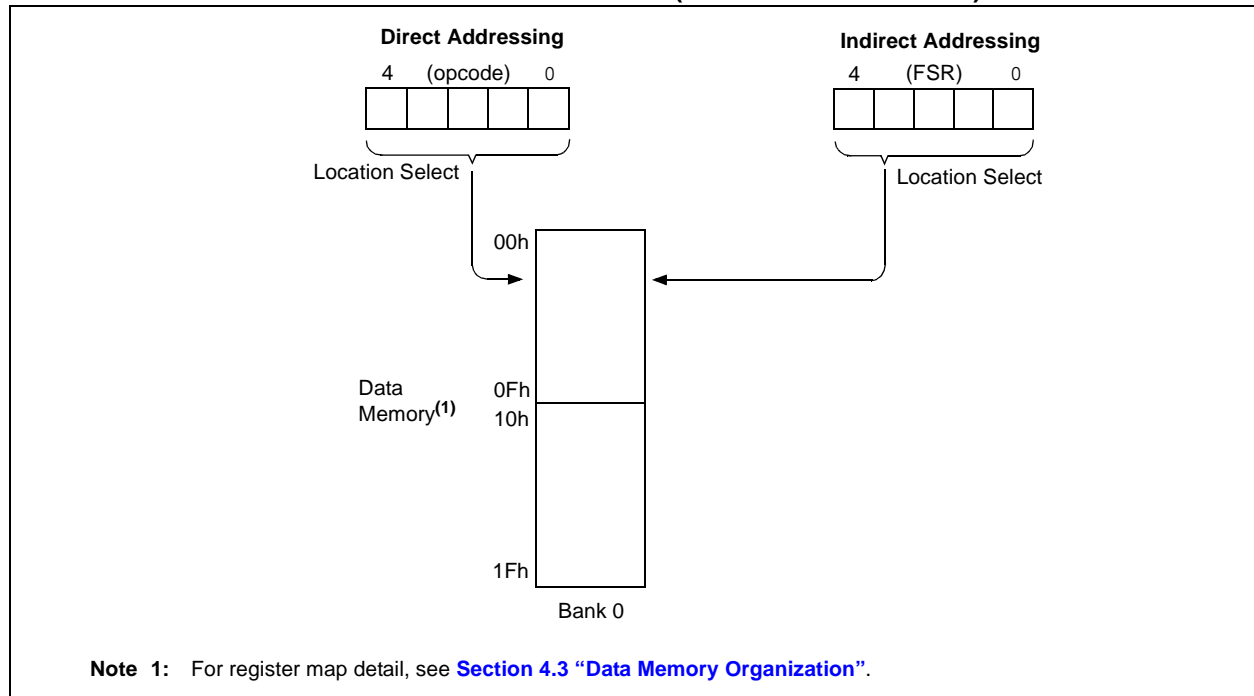 Direct Addressing
4 (opcode) 0
Location Select
Indirect Addressing
4 (FSR) 0
Location Select
00h
Data
Memory(1)
0Fh
10h
1Fh
Bank 0
Note 1: For register map detail, see Section 4.3 “Data Memory Organization”.